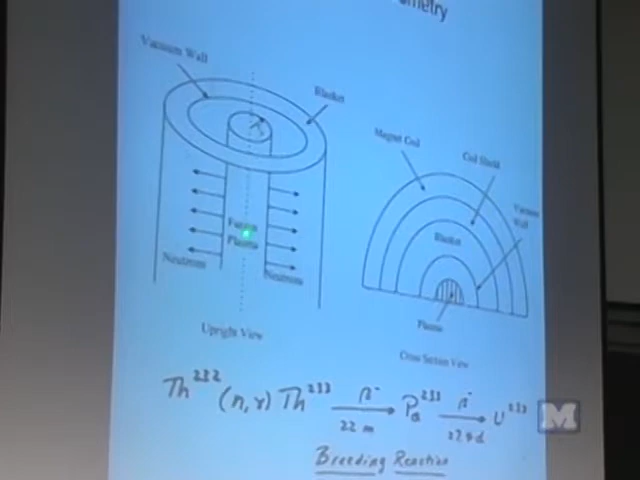 ometry
Vacuum Wall
Blanket
Fusion
Plasma
Neutrons
Neutrons
Upright View
Magnet Coil
Coil Shield
Vacuum
Wall
Blanket
Plasma
Cross Section View
Th²³² (n,γ) Th²³³ β⁻ 22 m Pa²³³ β⁻ 27.4 d U²³³
Breeding Reaction
M